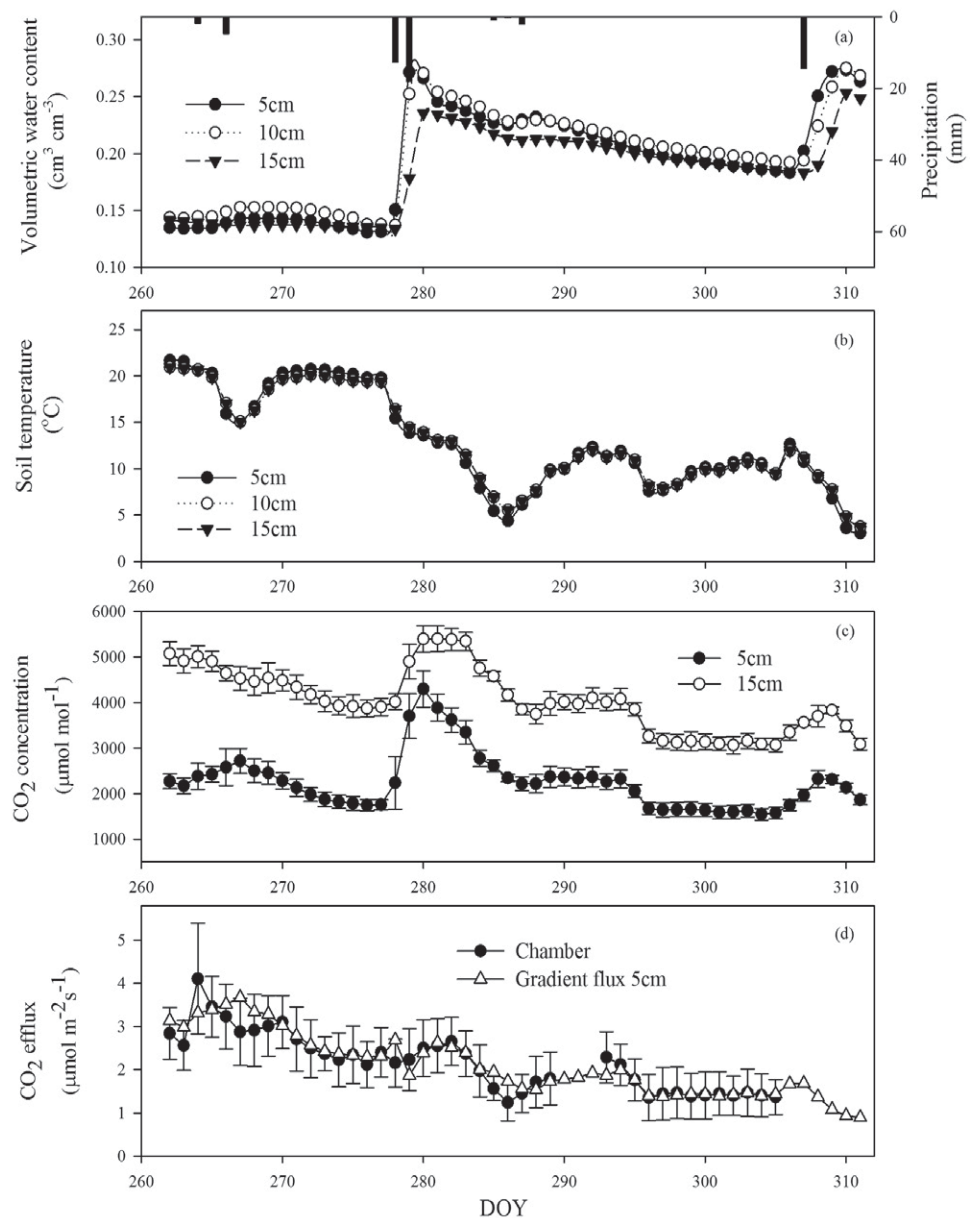 (a)
0.30
0.25
0.20
0.15
0.10
Volumetric water content
(cm³ cm⁻³)
5cm
10cm
15cm
0
20
40
60
Precipitation
(mm)
260 270 280 290 300 310
(b)
25
20
15
10
5
0
Soil temperature
(°C)
5cm
10cm
15cm
260 270 280 290 300 310
(c)
6000
5000
4000
3000
2000
1000
CO₂ concentration
(μmol mol⁻¹)
5cm
15cm
260 270 280 290 300 310
(d)
5
4
3
2
1
0
CO₂ efflux
(μmol m⁻²s⁻¹)
Chamber
Gradient flux 5cm
260 270 280 290 300 310
DOY